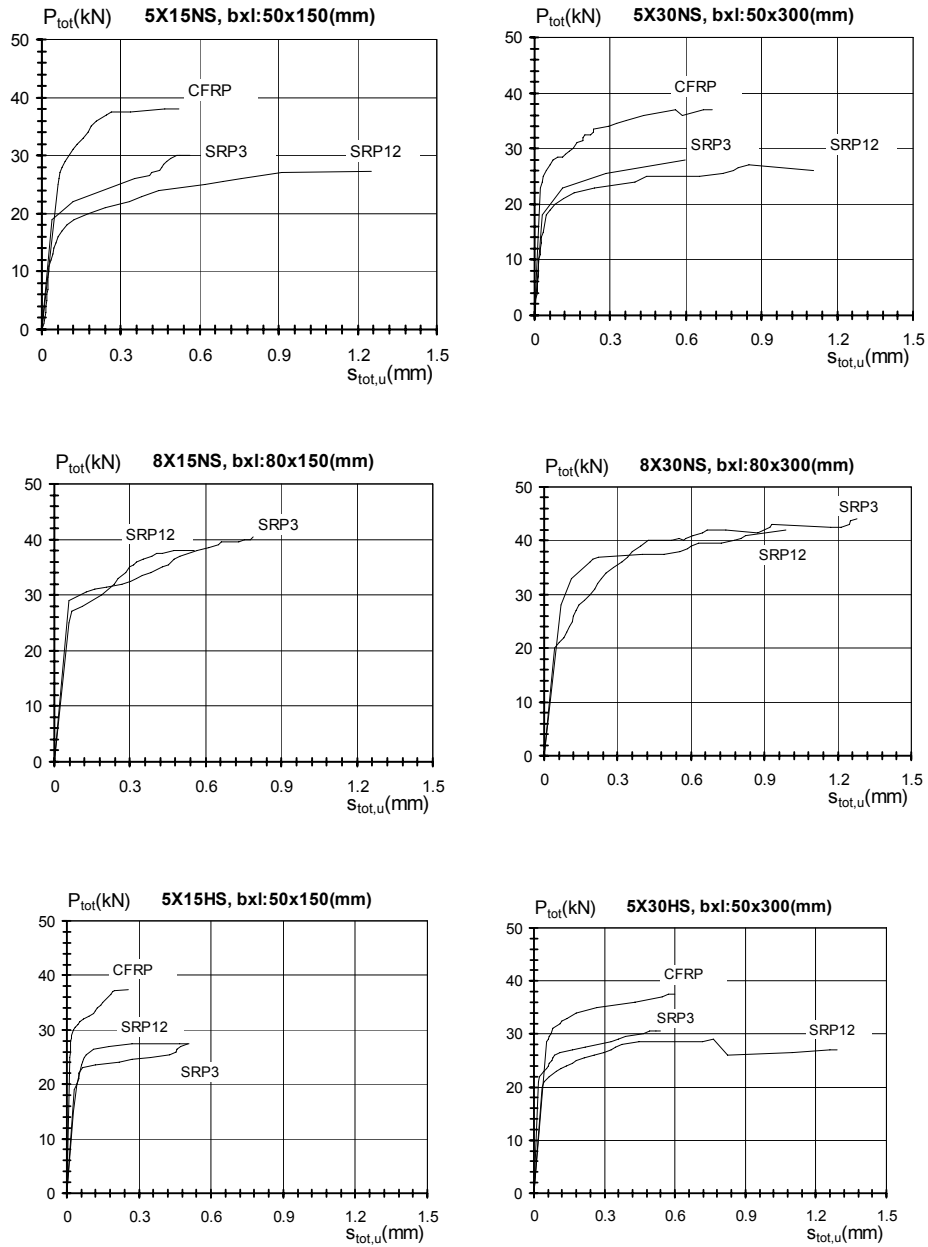 P_tot(kN) 5X15NS, bxl:50x150(mm)
50
40
30
20
10
0
CFRP
SRP3
SRP12
0 0.3 0.6 0.9 1.2 1.5
s_tot,u(mm)
P_tot(kN) 5X30NS, bxl:50x300(mm)
50
40
30
20
10
0
CFRP
SRP3
SRP12
0 0.3 0.6 0.9 1.2 1.5
s_tot,u(mm)
P_tot(kN) 8X15NS, bxl:80x150(mm)
50
40
30
20
10
0
SRP12
SRP3
0 0.3 0.6 0.9 1.2 1.5
s_tot,u(mm)
P_tot(kN) 8X30NS, bxl:80x300(mm)
50
40
30
20
10
0
SRP3
SRP12
0 0.3 0.6 0.9 1.2 1.5
s_tot,u(mm)
P_tot(kN) 5X15HS, bxl:50x150(mm)
50
40
30
20
10
0
CFRP
SRP12
SRP3
0 0.3 0.6 0.9 1.2 1.5
s_tot,u(mm)
P_tot(kN) 5X30HS, bxl:50x300(mm)
50
40
30
20
10
0
CFRP
SRP3
SRP12
0 0.3 0.6 0.9 1.2 1.5
s_tot,u(mm)